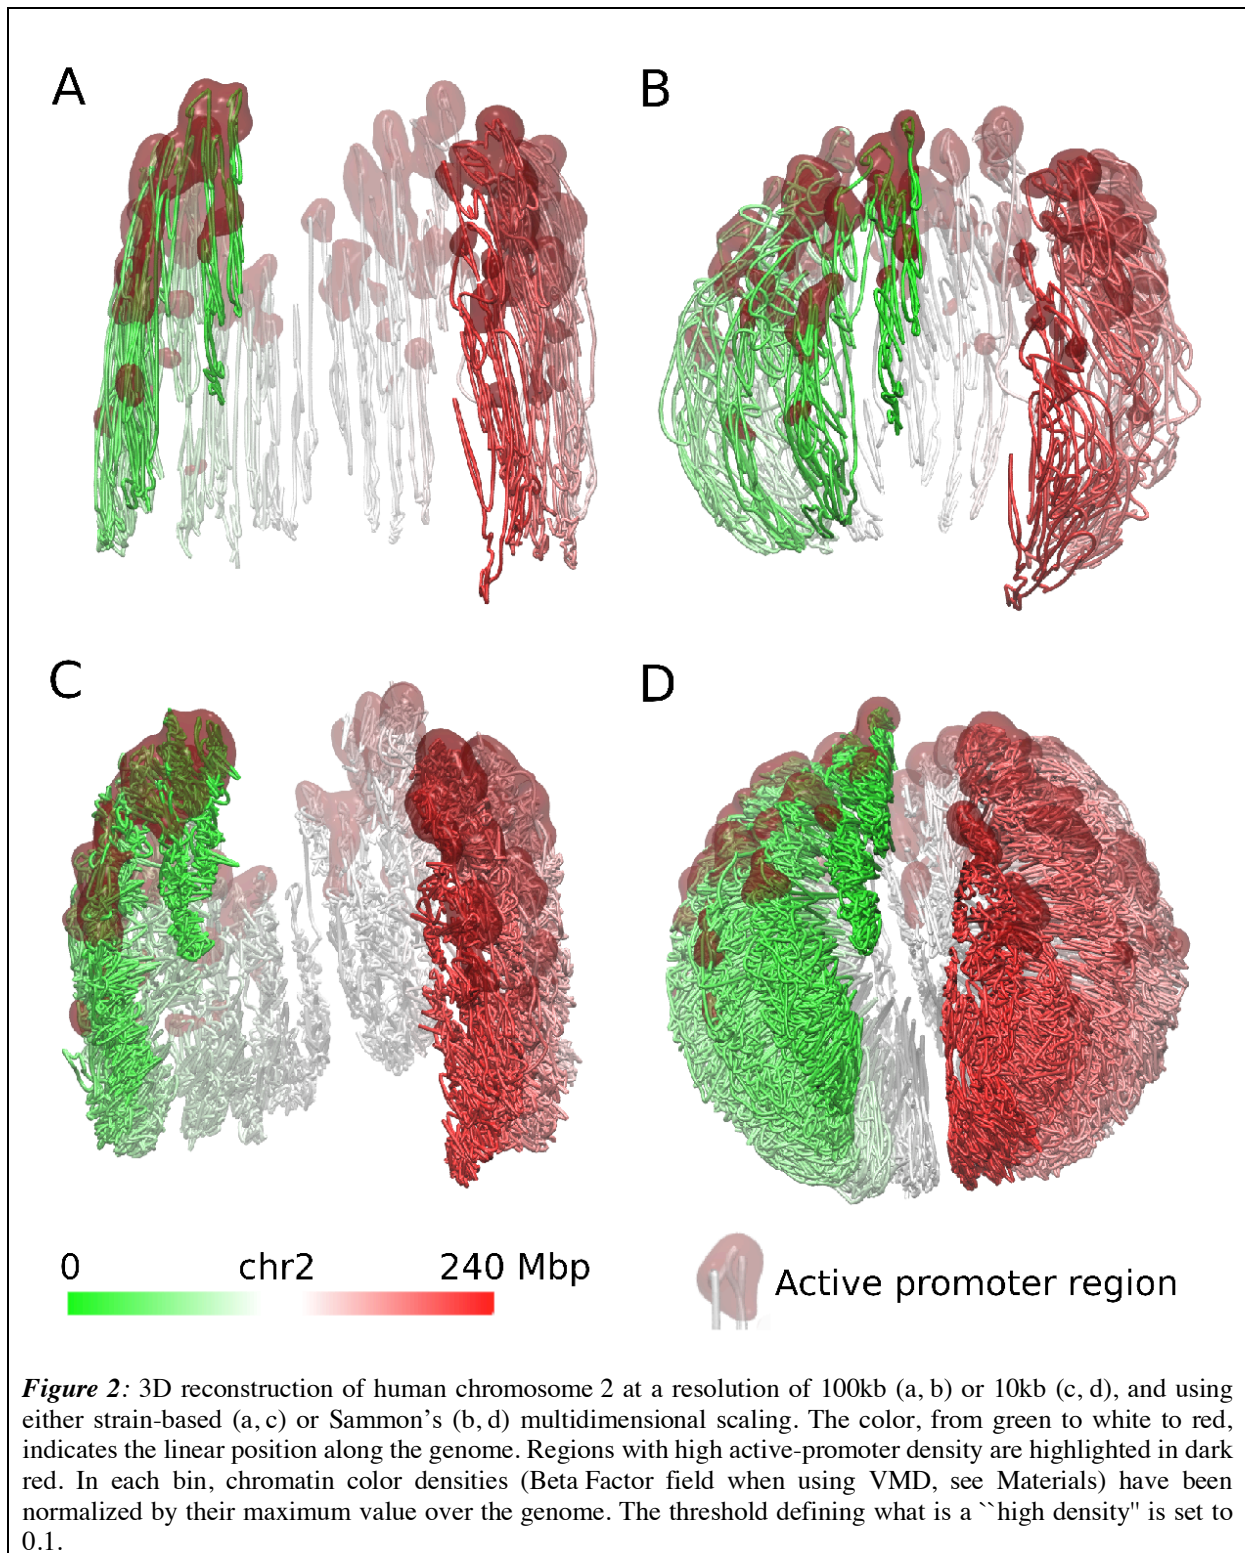 A
B
C
D
0 chr2 240 Mbp
Active promoter region
Figure 2: 3D reconstruction of human chromosome 2 at a resolution of 100kb (a, b) or 10kb (c, d), and using
either strain-based (a, c) or Sammon's (b, d) multidimensional scaling. The color, from green to white to red,
indicates the linear position along the genome. Regions with high active-promoter density are highlighted in dark
red. In each bin, chromatin color densities (Beta Factor field when using VMD, see Materials) have been
normalized by their maximum value over the genome. The threshold defining what is a ``high density" is set to
0.1.